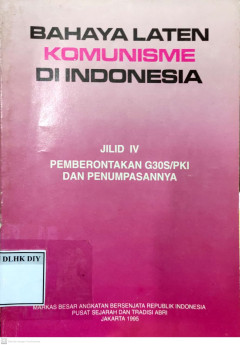 BAHAYA LATEN
KOMUNISME
DI INDONESIA
JILID IV
PEMBERONTAKAN G30S/PKI
DAN PENUMPASANNYA
DLHK DIY
MARKAS BESAR ANGKATAN BERSENJATA REPUBLIK INDONESIA
PUSAT SEJARAH DAN TRADISI ABRI
JAKARTA 1995